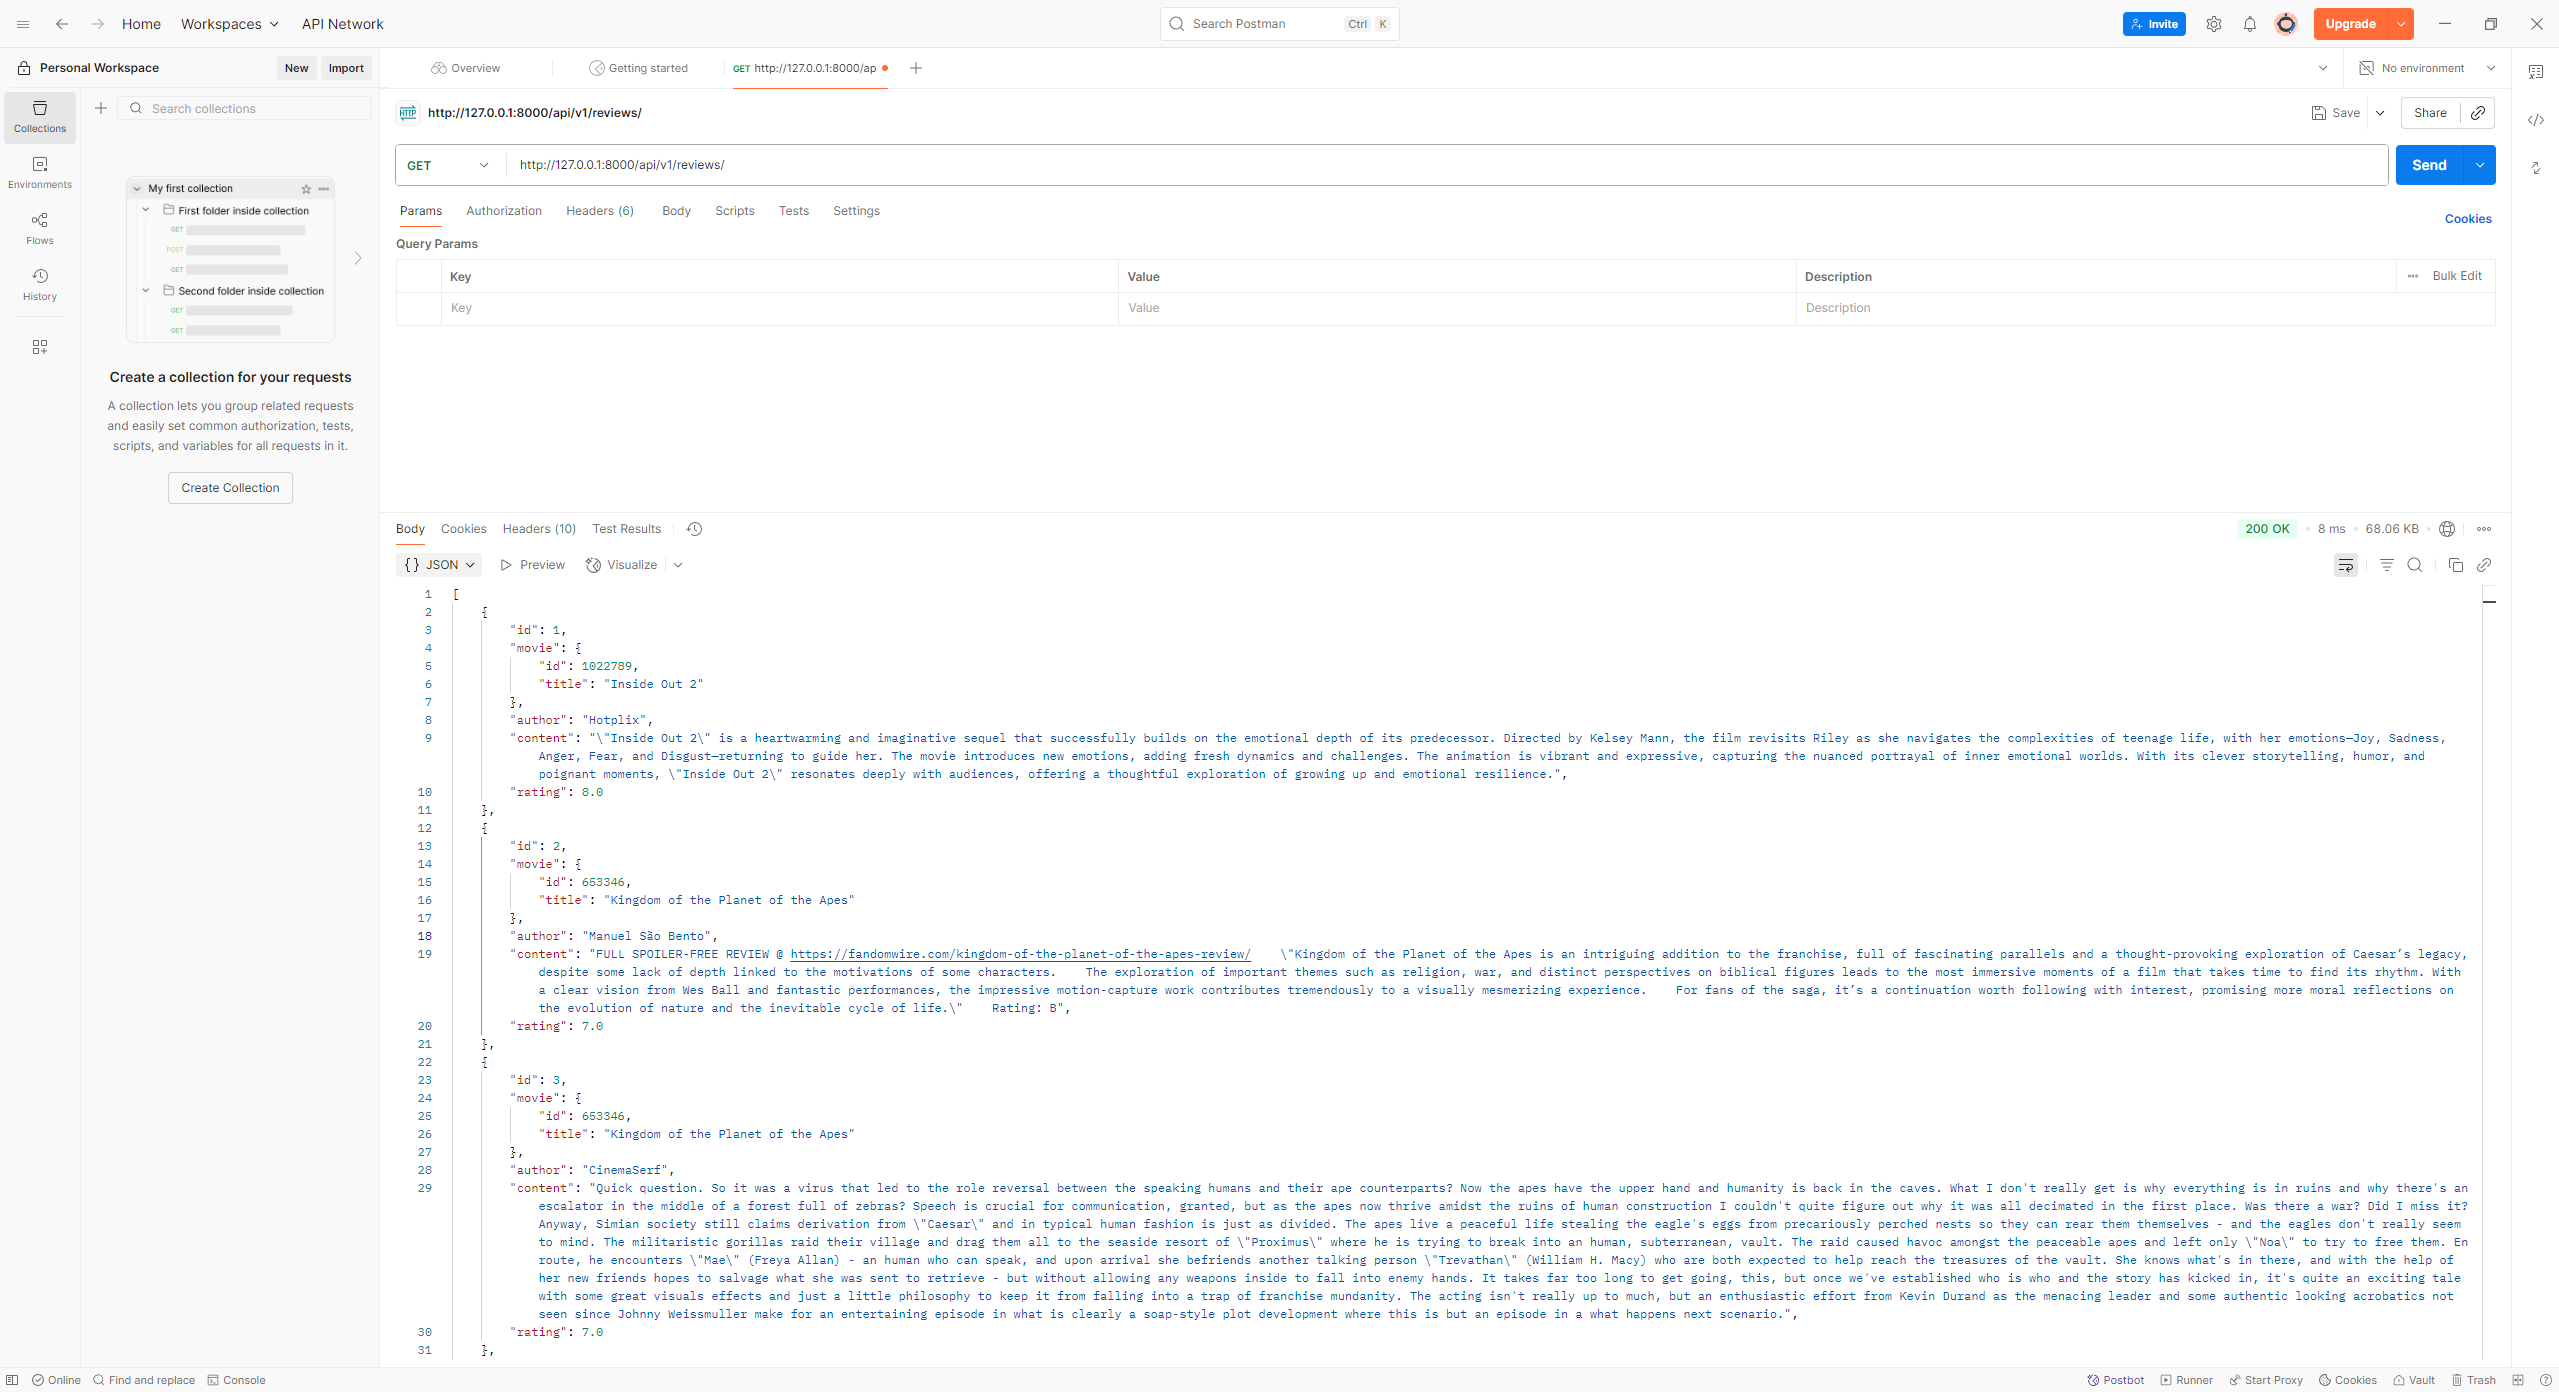 Home Workspaces API Network Search Postman Ctrl K Invite Upgrade
Personal Workspace New Import Overview Getting started GET http://127.0.0.1:8000/ap No environment
Collections Search collections
HTTP http://127.0.0.1:8000/api/v1/reviews/ Save Share
GET http://127.0.0.1:8000/api/v1/reviews/ Send
Environments
Flows
History
My first collection
First folder inside collection
GET
POST
GET
Second folder inside collection
GET
GET
Create a collection for your requests
A collection lets you group related requests
and easily set common authorization, tests,
scripts, and variables for all requests in it.
Create Collection
Params Authorization Headers (6) Body Scripts Tests Settings Cookies
Query Params
Key Value Description Bulk Edit
Key Value Description
Body Cookies Headers (10) Test Results 200 OK 8 ms 68.06 KB
{} JSON Preview Visualize
1 [
2 {
3 "id": 1,
4 "movie": {
5 "id": 1022789,
6 "title": "Inside Out 2"
7 },
8 "author": "Hotplix",
9 "content": "\"Inside Out 2\" is a heartwarming and imaginative sequel that successfully builds on the emotional depth of its predecessor. Directed by Kelsey Mann, the film revisits Riley as she navigates the complexities of teenage life, with her emotions—Joy, Sadness,
Anger, Fear, and Disgust—returning to guide her. The movie introduces new emotions, adding fresh dynamics and challenges. The animation is vibrant and expressive, capturing the nuanced portrayal of inner emotional worlds. With its clever storytelling, humor, and
poignant moments, \"Inside Out 2\" resonates deeply with audiences, offering a thoughtful exploration of growing up and emotional resilience.",
10 "rating": 8.0
11 },
12 {
13 "id": 2,
14 "movie": {
15 "id": 653346,
16 "title": "Kingdom of the Planet of the Apes"
17 },
18 "author": "Manuel São Bento",
19 "content": "FULL SPOILER-FREE REVIEW @ https://fandomwire.com/kingdom-of-the-planet-of-the-apes-review/ \"Kingdom of the Planet of the Apes is an intriguing addition to the franchise, full of fascinating parallels and a thought-provoking exploration of Caesar’s legacy,
despite some lack of depth linked to the motivations of some characters. The exploration of important themes such as religion, war, and distinct perspectives on biblical figures leads to the most immersive moments of a film that takes time to find its rhythm. With
a clear vision from Wes Ball and fantastic performances, the impressive motion-capture work contributes tremendously to a visually mesmerizing experience. For fans of the saga, it’s a continuation worth following with interest, promising more moral reflections on
the evolution of nature and the inevitable cycle of life.\" Rating: B",
20 "rating": 7.0
21 },
22 {
23 "id": 3,
24 "movie": {
25 "id": 653346,
26 "title": "Kingdom of the Planet of the Apes"
27 },
28 "author": "CinemaSerf",
29 "content": "Quick question. So it was a virus that led to the role reversal between the speaking humans and their ape counterparts? Now the apes have the upper hand and humanity is back in the caves. What I don't really get is why everything is in ruins and why there's an
escalator in the middle of a forest full of zebras? Speech is crucial for communication, granted, but as the apes now thrive amidst the ruins of human construction I couldn't quite figure out why it was all decimated in the first place. Was there a war? Did I miss it?
Anyway, Simian society still claims derivation from \"Caesar\" and in typical human fashion is just as divided. The apes live a peaceful life stealing the eagle's eggs from precariously perched nests so they can rear them themselves - and the eagles don't really seem
to mind. The militaristic gorillas raid their village and drag them all to the seaside resort of \"Proximus\" where he is trying to break into an human, subterranean, vault. The raid caused havoc amongst the peaceable apes and left only \"Noa\" to try to free them. En
route, he encounters \"Mae\" (Freya Allan) - an human who can speak, and upon arrival she befriends another talking person \"Trevathan\" (William H. Macy) who are both expected to help reach the treasures of the vault. She knows what's in there, and with the help of
her new friends hopes to salvage what she was sent to retrieve - but without allowing any weapons inside to fall into enemy hands. It takes far too long to get going, this, but once we've established who is who and the story has kicked in, it's quite an exciting tale
with some great visuals effects and just a little philosophy to keep it from falling into a trap of franchise mundanity. The acting isn't really up to much, but an enthusiastic effort from Kevin Durand as the menacing leader and some authentic looking acrobatics not
seen since Johnny Weissmuller make for an entertaining episode in what is clearly a soap-style plot development where this is but an episode in a what happens next scenario.",
30 "rating": 7.0
31 },
Online Find and replace Console Postbot Runner Start Proxy Cookies Vault Trash